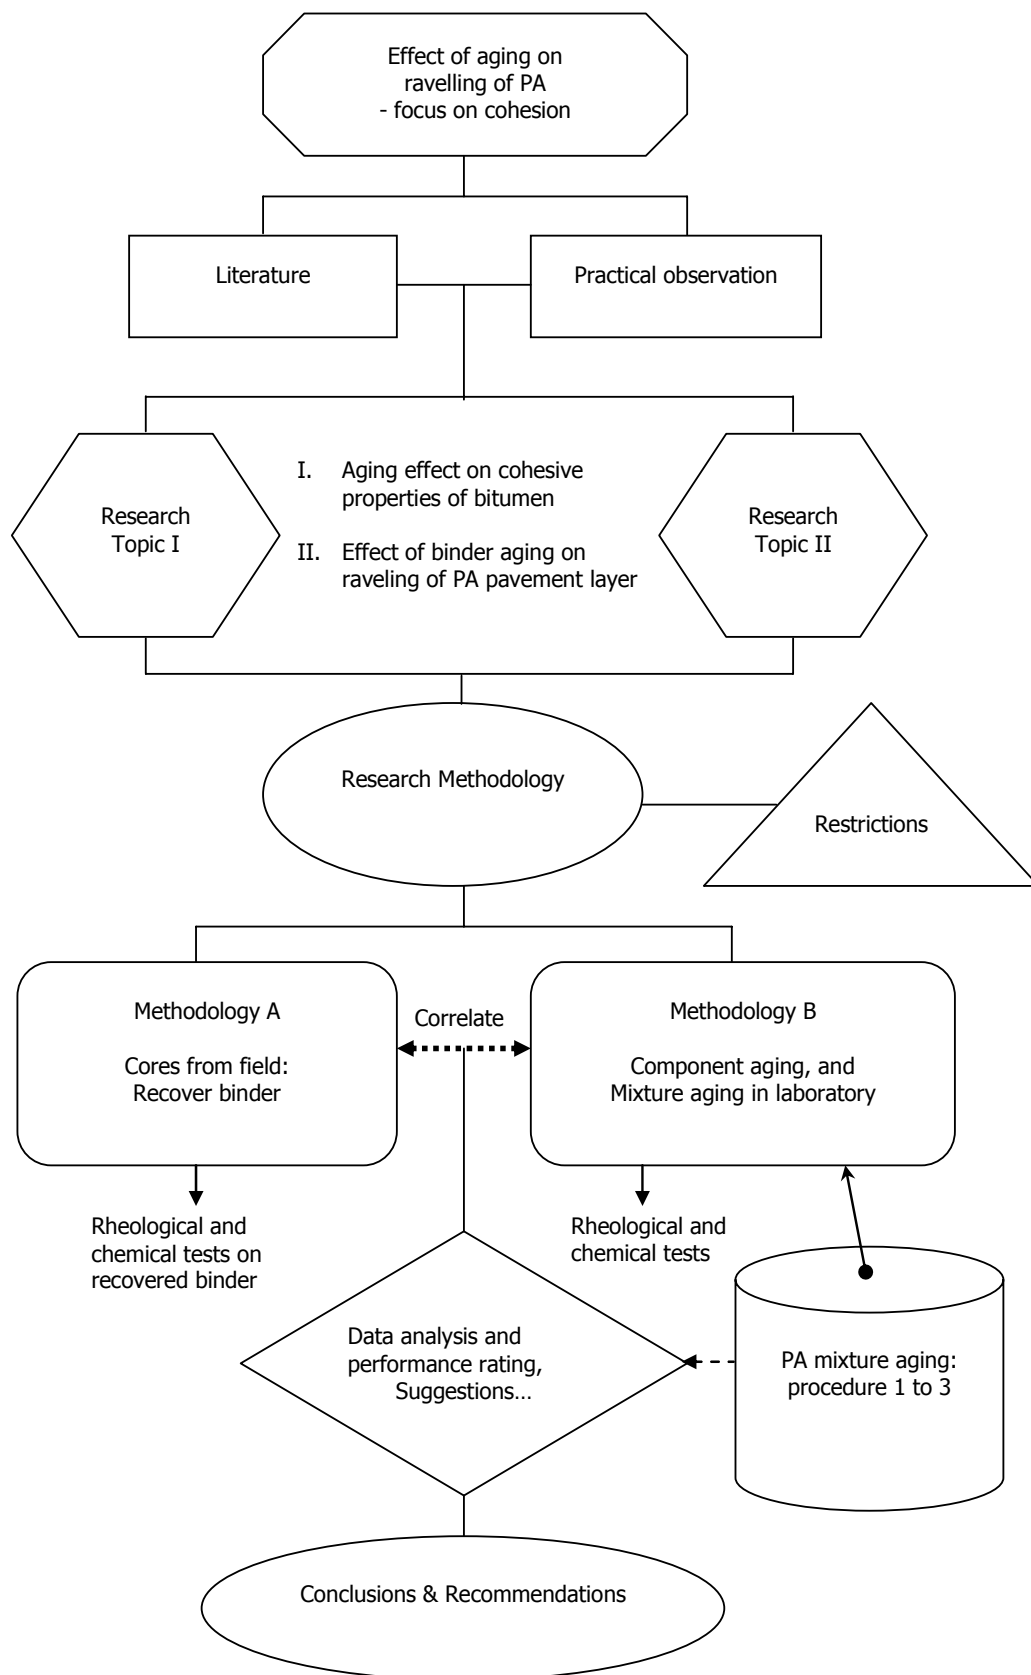 Effect of aging on
ravelling of PA
- focus on cohesion
Literature
Practical observation
Research
Topic I
I. Aging effect on cohesive
properties of bitumen
II. Effect of binder aging on
raveling of PA pavement layer
Research
Topic II
Research Methodology
Restrictions
Methodology A
Cores from field:
Recover binder
Correlate
Methodology B
Component aging, and
Mixture aging in laboratory
Rheological and
chemical tests on
recovered binder
Rheological and
chemical tests
Data analysis and
performance rating,
Suggestions…
PA mixture aging:
procedure 1 to 3
Conclusions & Recommendations